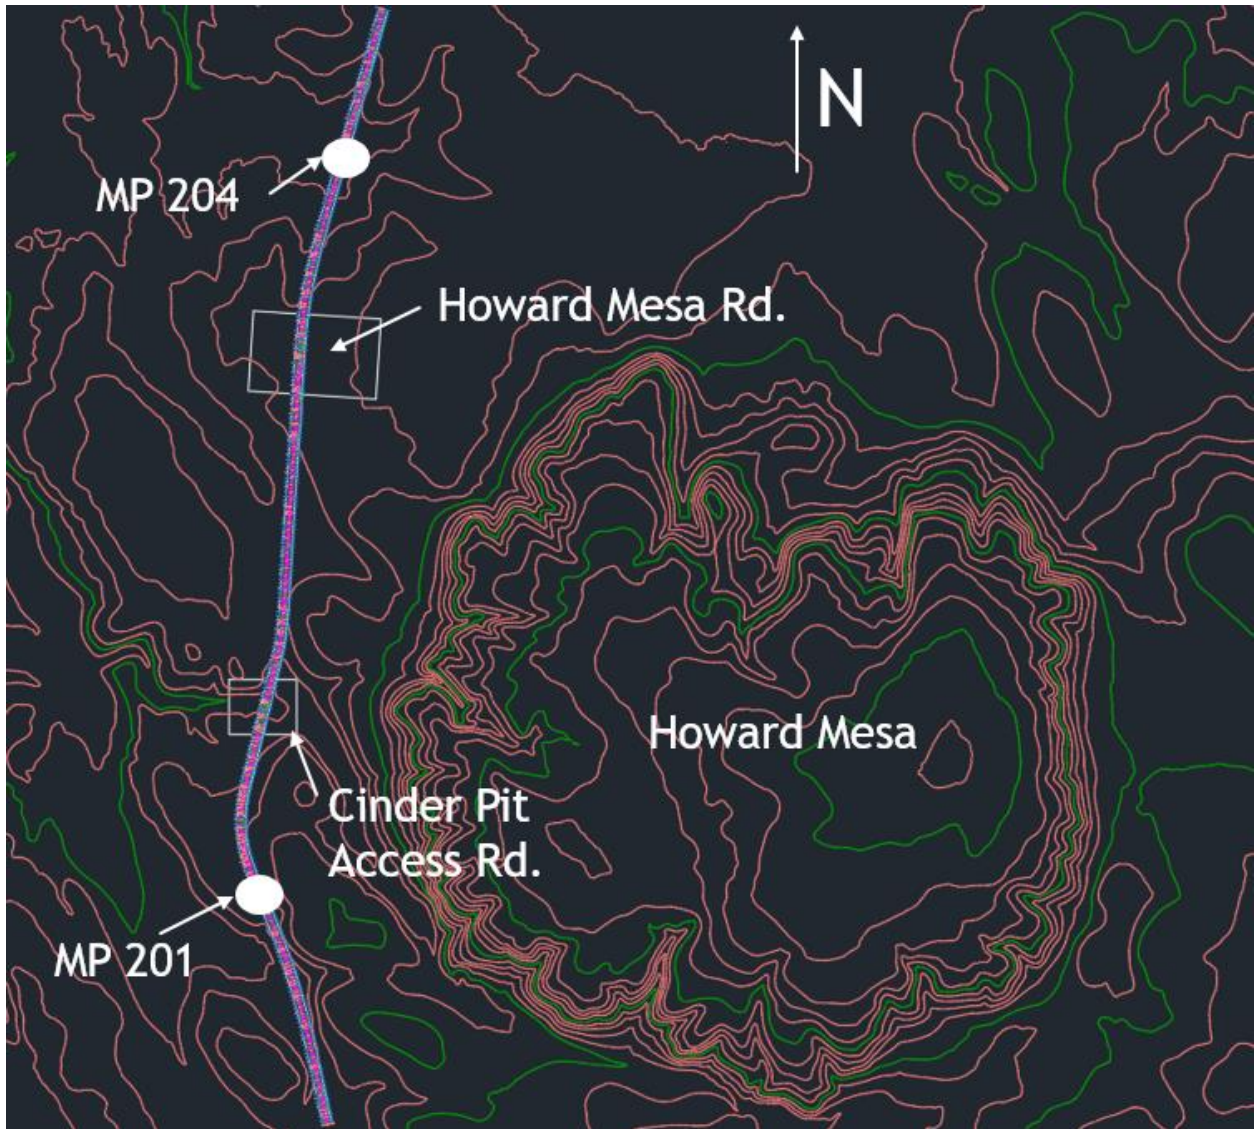 N
MP 204
Howard Mesa Rd.
Howard Mesa
Cinder Pit
Access Rd.
MP 201